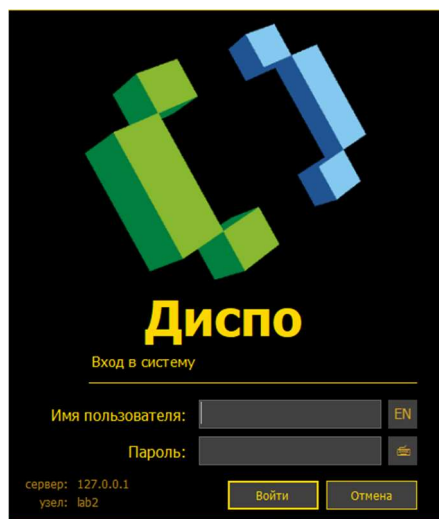 Диспо
Вход в систему
Имя пользователя: EN
Пароль:
сервер: 127.0.0.1
узел: lab2
Войти Отмена